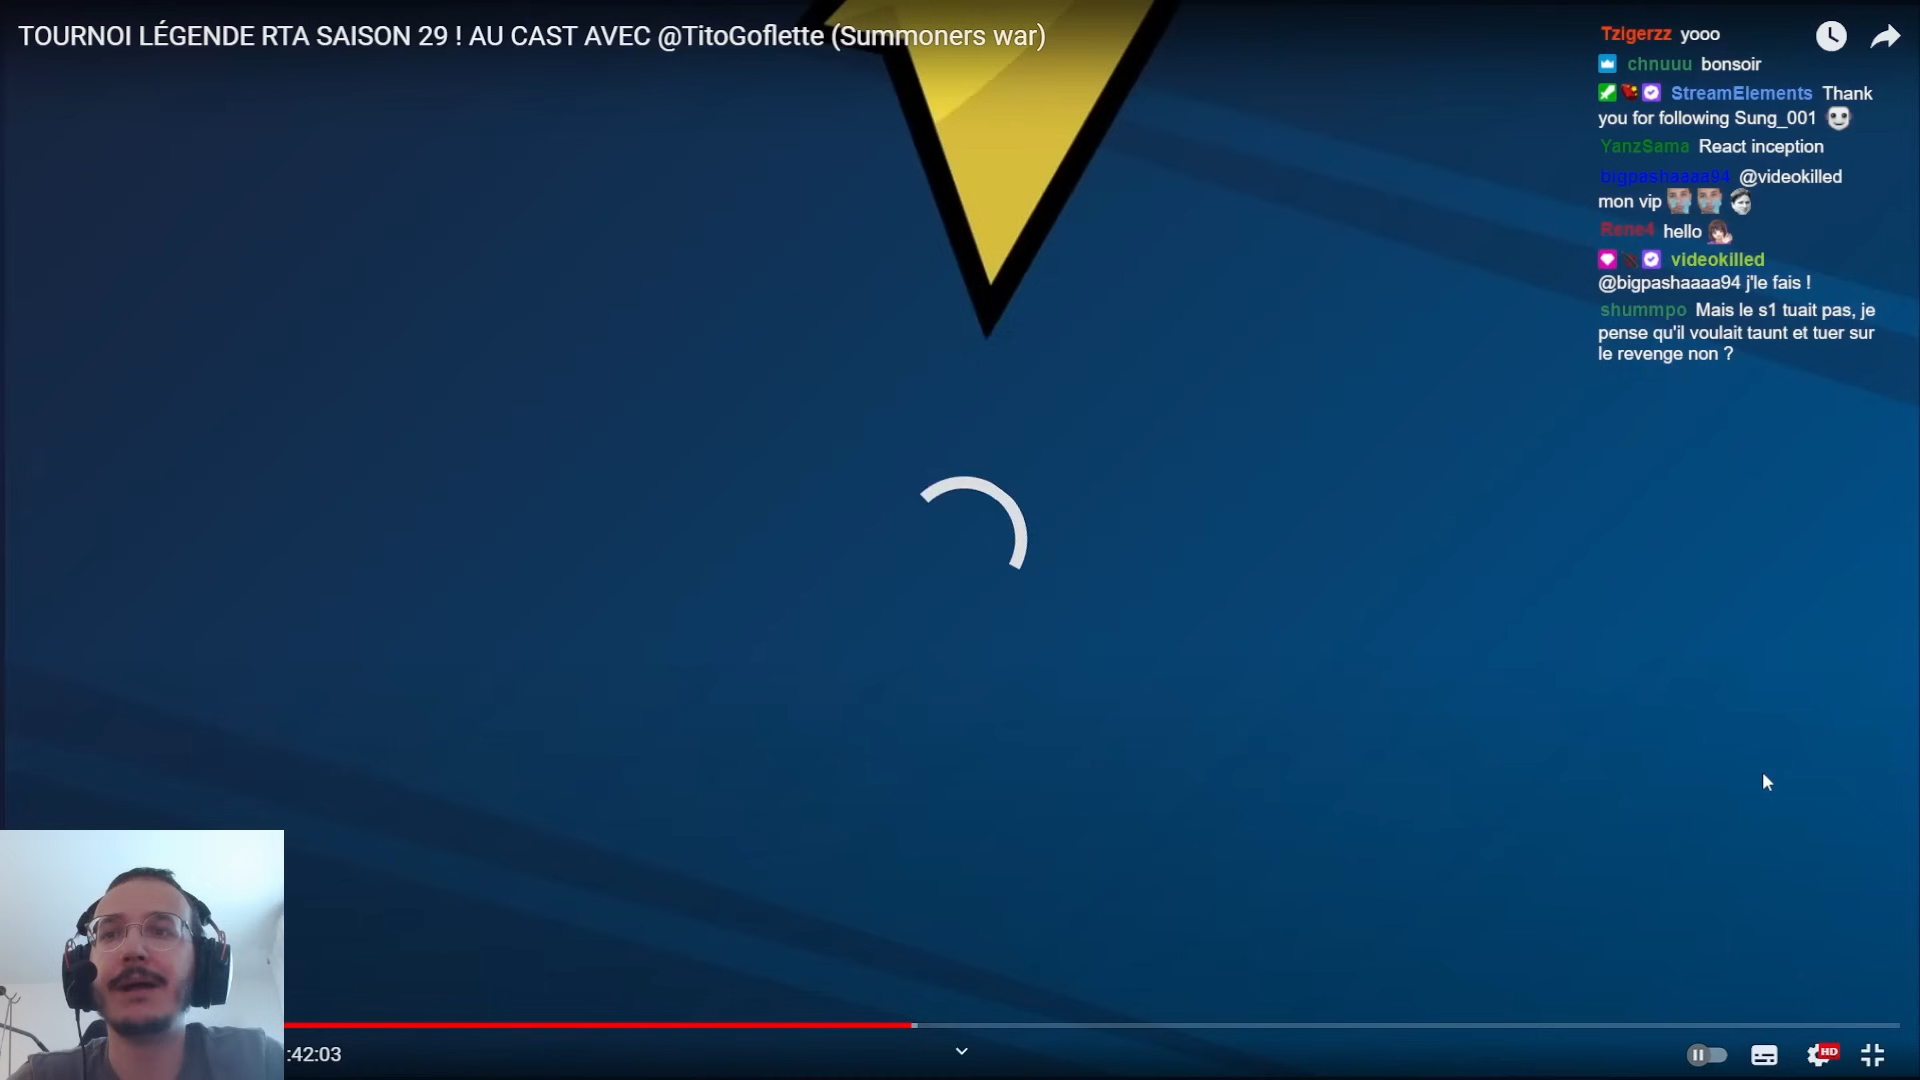 TOURNOI LÉGENDE RTA SAISON 29 ! AU CAST AVEC @TitoGoflette (Summoners war)
Tzigerzz yooo
chnuuu bonsoir
StreamElements Thank
you for following Sung_001
YanzSama React inception
bigpashaaaa94 @videokilled
mon vip
Rene4 hello
videokilled
@bigpashaaaa94 j'le fais !
shummpo Mais le s1 tuait pas, je
pense qu'il voulait taunt et tuer sur
le revenge non ?
:42:03
HD